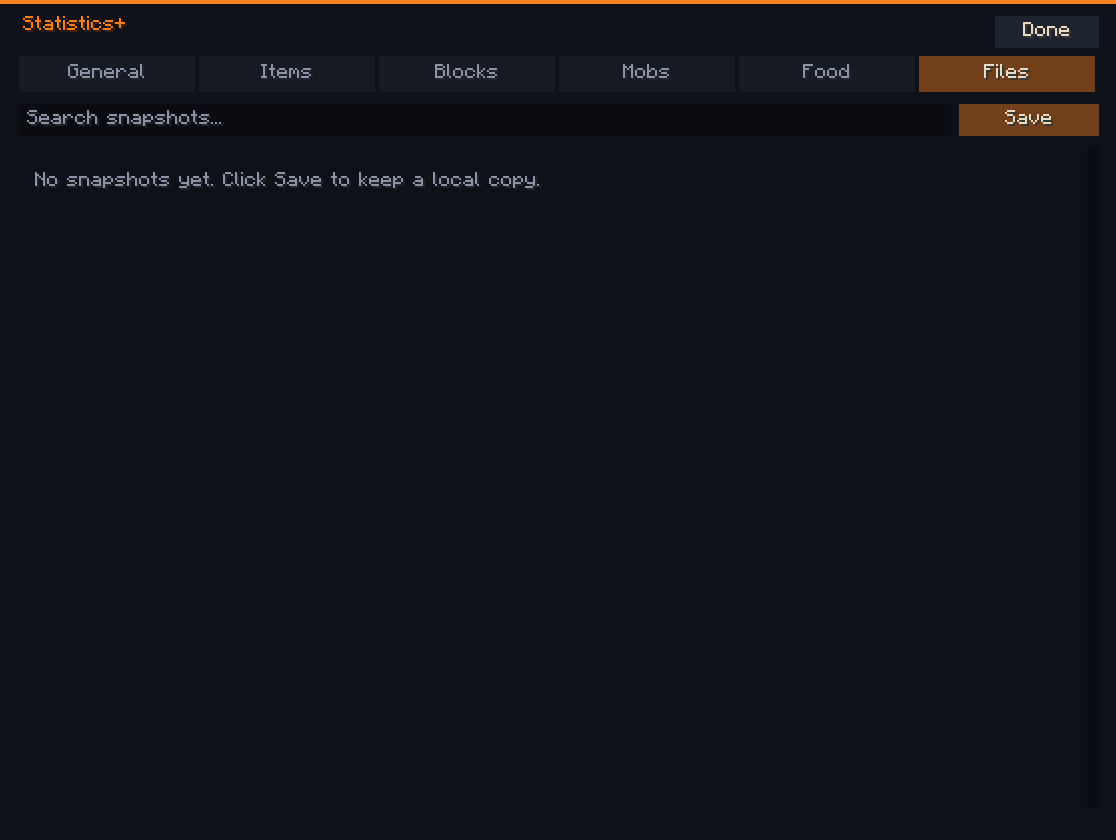 Statistics+
Done
General Items Blocks Mobs Food Files
Search snapshots...
Save
No snapshots yet. Click Save to keep a local copy.